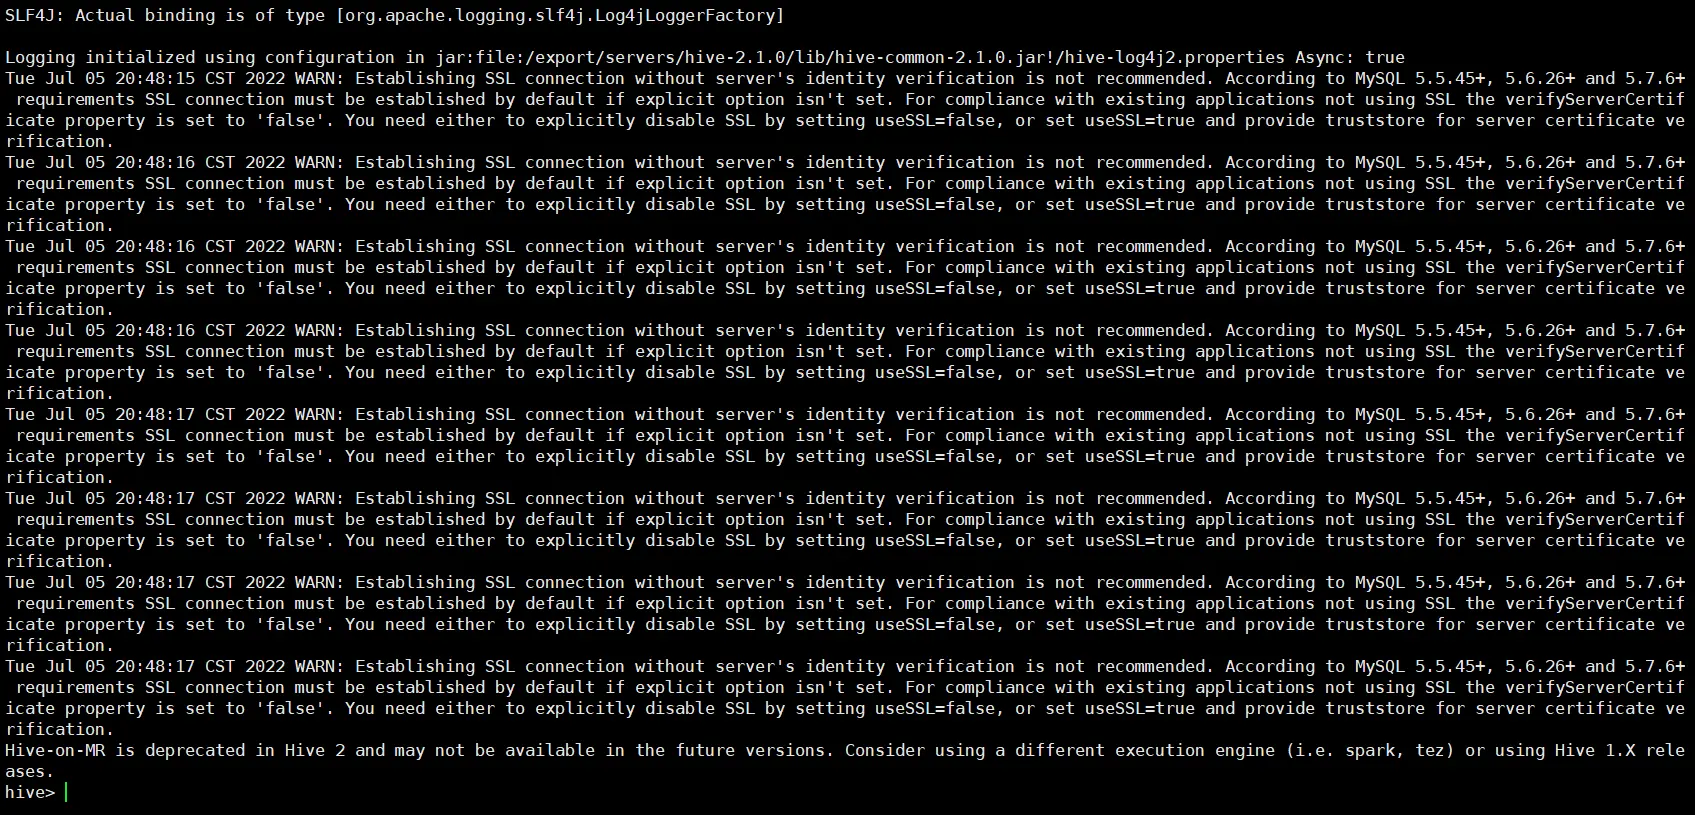 SLF4J: Actual binding is of type [org.apache.logging.slf4j.Log4jLoggerFactory]
Logging initialized using configuration in jar:file:/export/servers/hive-2.1.0/lib/hive-common-2.1.0.jar!/hive-log4j2.properties Async: true
Tue Jul 05 20:48:15 CST 2022 WARN: Establishing SSL connection without server's identity verification is not recommended. According to MySQL 5.5.45+, 5.6.26+ and 5.7.6+
requirements SSL connection must be established by default if explicit option isn't set. For compliance with existing applications not using SSL the verifyServerCertif
icate property is set to 'false'. You need either to explicitly disable SSL by setting useSSL=false, or set useSSL=true and provide truststore for server certificate ve
rification.
Tue Jul 05 20:48:16 CST 2022 WARN: Establishing SSL connection without server's identity verification is not recommended. According to MySQL 5.5.45+, 5.6.26+ and 5.7.6+
requirements SSL connection must be established by default if explicit option isn't set. For compliance with existing applications not using SSL the verifyServerCertif
icate property is set to 'false'. You need either to explicitly disable SSL by setting useSSL=false, or set useSSL=true and provide truststore for server certificate ve
rification.
Tue Jul 05 20:48:16 CST 2022 WARN: Establishing SSL connection without server's identity verification is not recommended. According to MySQL 5.5.45+, 5.6.26+ and 5.7.6+
requirements SSL connection must be established by default if explicit option isn't set. For compliance with existing applications not using SSL the verifyServerCertif
icate property is set to 'false'. You need either to explicitly disable SSL by setting useSSL=false, or set useSSL=true and provide truststore for server certificate ve
rification.
Tue Jul 05 20:48:16 CST 2022 WARN: Establishing SSL connection without server's identity verification is not recommended. According to MySQL 5.5.45+, 5.6.26+ and 5.7.6+
requirements SSL connection must be established by default if explicit option isn't set. For compliance with existing applications not using SSL the verifyServerCertif
icate property is set to 'false'. You need either to explicitly disable SSL by setting useSSL=false, or set useSSL=true and provide truststore for server certificate ve
rification.
Tue Jul 05 20:48:17 CST 2022 WARN: Establishing SSL connection without server's identity verification is not recommended. According to MySQL 5.5.45+, 5.6.26+ and 5.7.6+
requirements SSL connection must be established by default if explicit option isn't set. For compliance with existing applications not using SSL the verifyServerCertif
icate property is set to 'false'. You need either to explicitly disable SSL by setting useSSL=false, or set useSSL=true and provide truststore for server certificate ve
rification.
Tue Jul 05 20:48:17 CST 2022 WARN: Establishing SSL connection without server's identity verification is not recommended. According to MySQL 5.5.45+, 5.6.26+ and 5.7.6+
requirements SSL connection must be established by default if explicit option isn't set. For compliance with existing applications not using SSL the verifyServerCertif
icate property is set to 'false'. You need either to explicitly disable SSL by setting useSSL=false, or set useSSL=true and provide truststore for server certificate ve
rification.
Tue Jul 05 20:48:17 CST 2022 WARN: Establishing SSL connection without server's identity verification is not recommended. According to MySQL 5.5.45+, 5.6.26+ and 5.7.6+
requirements SSL connection must be established by default if explicit option isn't set. For compliance with existing applications not using SSL the verifyServerCertif
icate property is set to 'false'. You need either to explicitly disable SSL by setting useSSL=false, or set useSSL=true and provide truststore for server certificate ve
rification.
Tue Jul 05 20:48:17 CST 2022 WARN: Establishing SSL connection without server's identity verification is not recommended. According to MySQL 5.5.45+, 5.6.26+ and 5.7.6+
requirements SSL connection must be established by default if explicit option isn't set. For compliance with existing applications not using SSL the verifyServerCertif
icate property is set to 'false'. You need either to explicitly disable SSL by setting useSSL=false, or set useSSL=true and provide truststore for server certificate ve
rification.
Hive-on-MR is deprecated in Hive 2 and may not be available in the future versions. Consider using a different execution engine (i.e. spark, tez) or using Hive 1.X rele
ases.
hive>